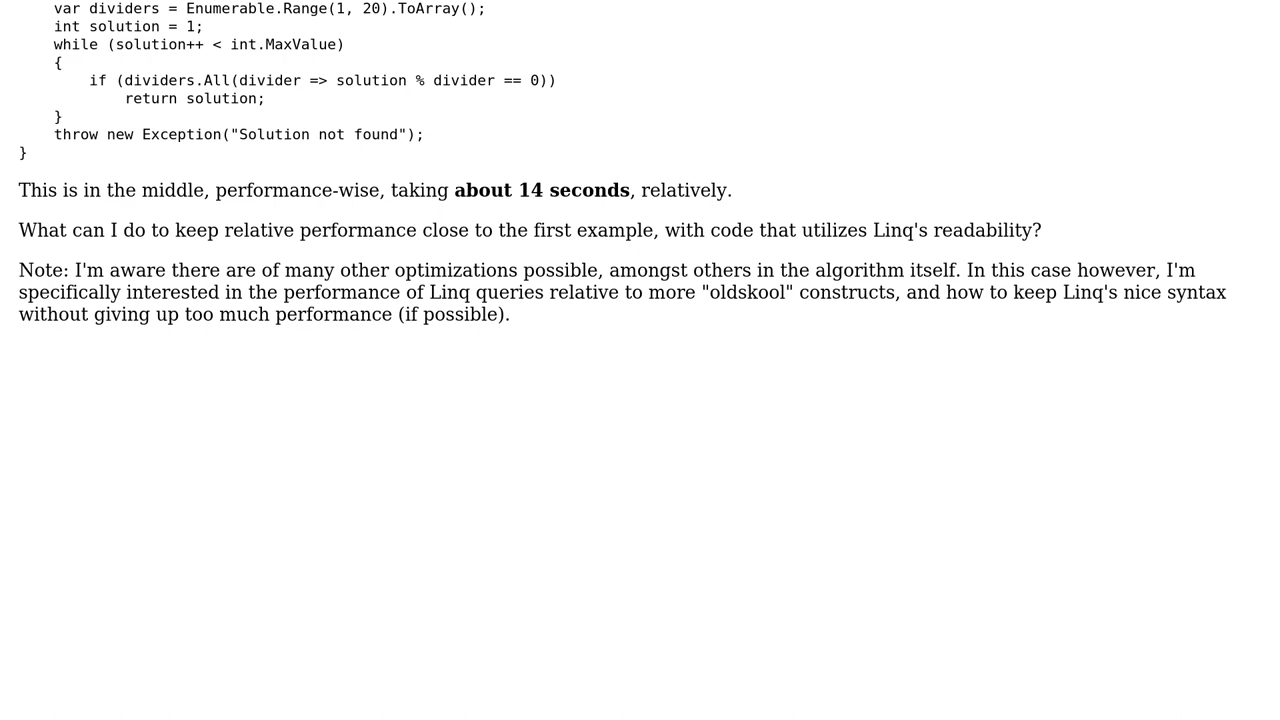 var dividers = Enumerable.Range(1, 20).ToArray();
    int solution = 1;
    while (solution++ < int.MaxValue)
    {
        if (dividers.All(divider => solution % divider == 0))
            return solution;
    }
    throw new Exception("Solution not found");
}
This is in the middle, performance-wise, taking about 14 seconds, relatively.
What can I do to keep relative performance close to the first example, with code that utilizes Linq's readability?
Note: I'm aware there are of many other optimizations possible, amongst others in the algorithm itself. In this case however, I'm
specifically interested in the performance of Linq queries relative to more "oldskool" constructs, and how to keep Linq's nice syntax
without giving up too much performance (if possible).